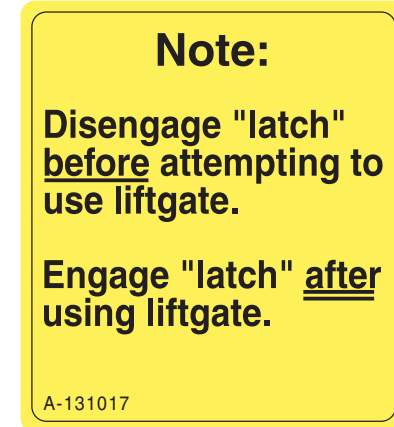 Note:
Disengage "latch"
before attempting to
use liftgate.
Engage "latch" after
using liftgate.
A-131017